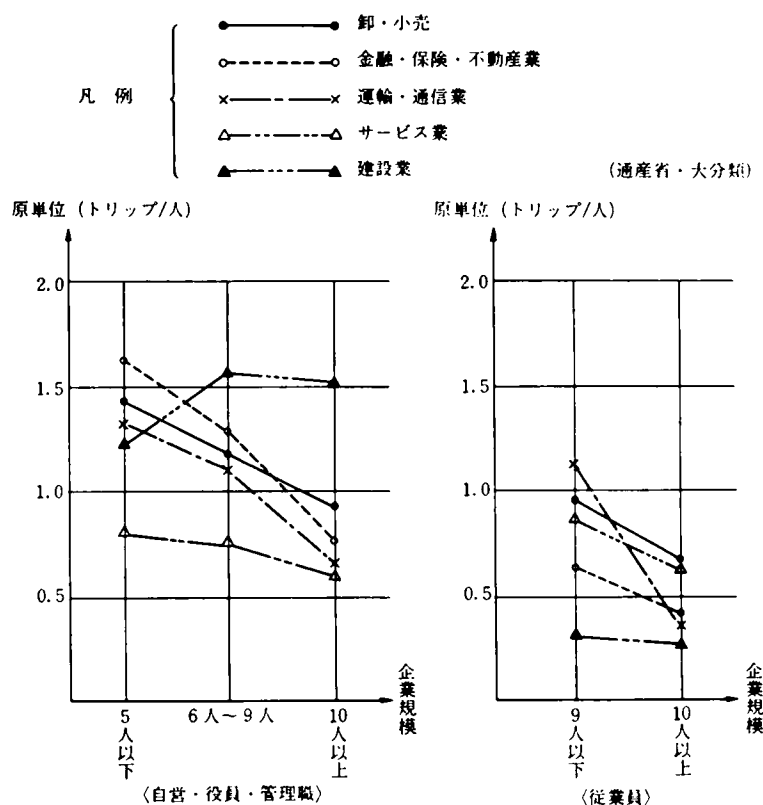 凡例
卸・小売
金融・保険・不動産業
運輸・通信業
サービス業
建設業
(通産省・大分類)
原単位(トリップ/人)
2.0
1.5
1.0
0.5
5人以下
6人~9人
10人以上
企業規模
〈自営・役員・管理職〉
原単位(トリップ/人)
2.0
1.5
1.0
0.5
9人以下
10人以上
企業規模
〈従業員〉